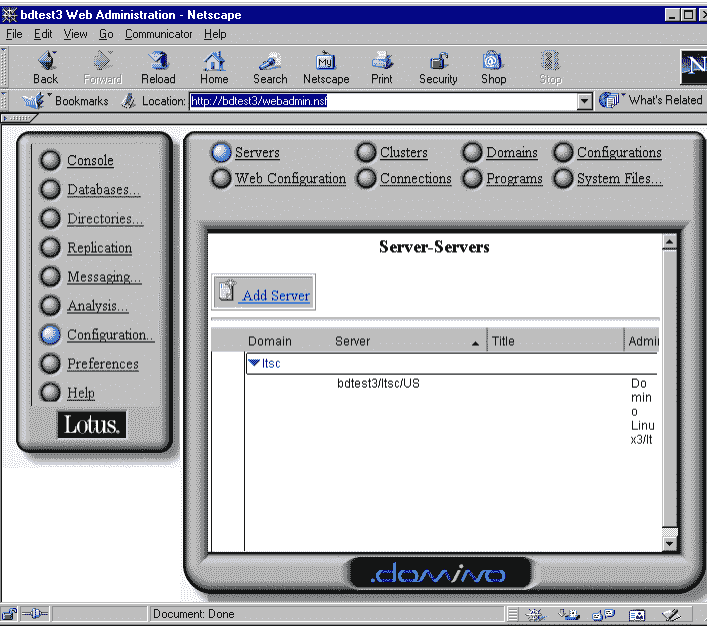 bdtest3 Web Administration - Netscape
File Edit View Go Communicator Help
Back Forward Reload Home Search Netscape Print Security Shop Stop
My
N
Bookmarks Location: http://bdtest3/webadmin.nsf What's Related
Console
Databases...
Directories...
Replication
Messaging...
Analysis...
Configuration..
Preferences
Help
Lotus.
Servers Clusters Domains Configurations
Web Configuration Connections Programs System Files...
Server-Servers
Add Server
Domain Server Title Admi
ltsc
bdtest3/ltsc/US
Do
min
o
Linu
x3/lt
.domino
Document: Done